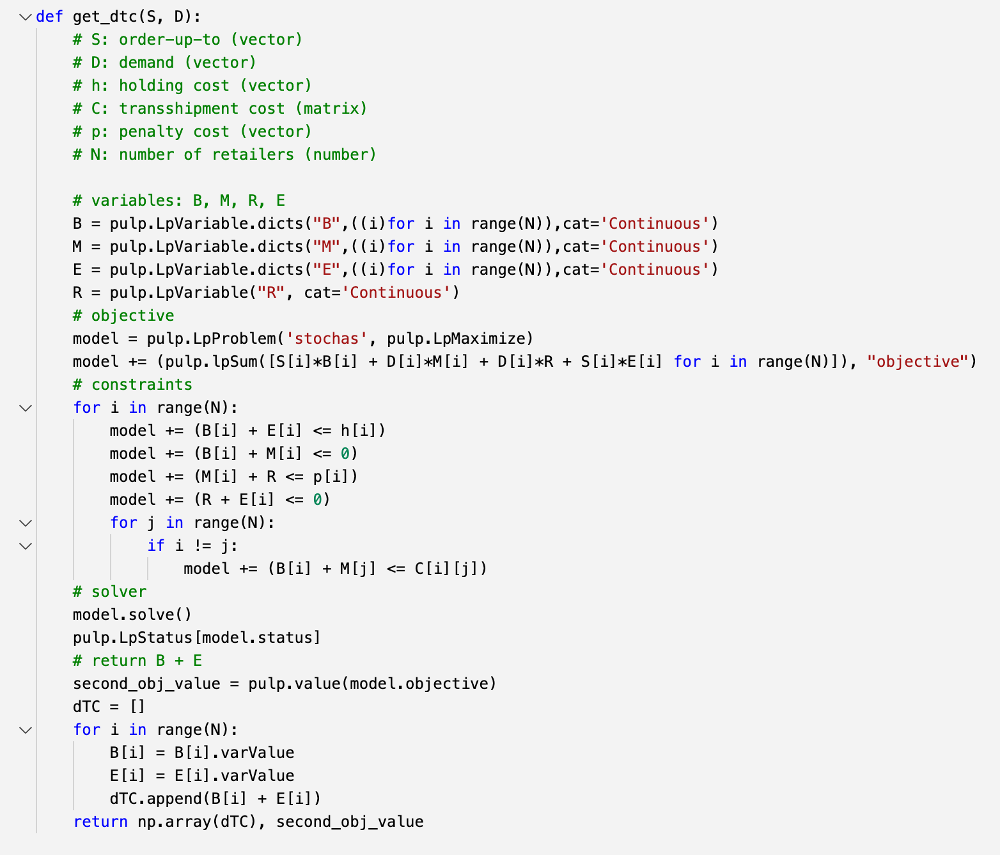 def get_dtc(S, D):
    # S: order-up-to (vector)
    # D: demand (vector)
    # h: holding cost (vector)
    # C: transshipment cost (matrix)
    # p: penalty cost (vector)
    # N: number of retailers (number)

    # variables: B, M, R, E
    B = pulp.LpVariable.dicts("B",((i)for i in range(N)),cat='Continuous')
    M = pulp.LpVariable.dicts("M",((i)for i in range(N)),cat='Continuous')
    E = pulp.LpVariable.dicts("E",((i)for i in range(N)),cat='Continuous')
    R = pulp.LpVariable("R", cat='Continuous')
    # objective
    model = pulp.LpProblem('stochas', pulp.LpMaximize)
    model += (pulp.lpSum([S[i]*B[i] + D[i]*M[i] + D[i]*R + S[i]*E[i] for i in range(N)]), "objective")
    # constraints
    for i in range(N):
        model += (B[i] + E[i] <= h[i])
        model += (B[i] + M[i] <= 0)
        model += (M[i] + R <= p[i])
        model += (R + E[i] <= 0)
        for j in range(N):
            if i != j:
                model += (B[i] + M[j] <= C[i][j])
    # solver
    model.solve()
    pulp.LpStatus[model.status]
    # return B + E
    second_obj_value = pulp.value(model.objective)
    dTC = []
    for i in range(N):
        B[i] = B[i].varValue
        E[i] = E[i].varValue
        dTC.append(B[i] + E[i])
    return np.array(dTC), second_obj_value